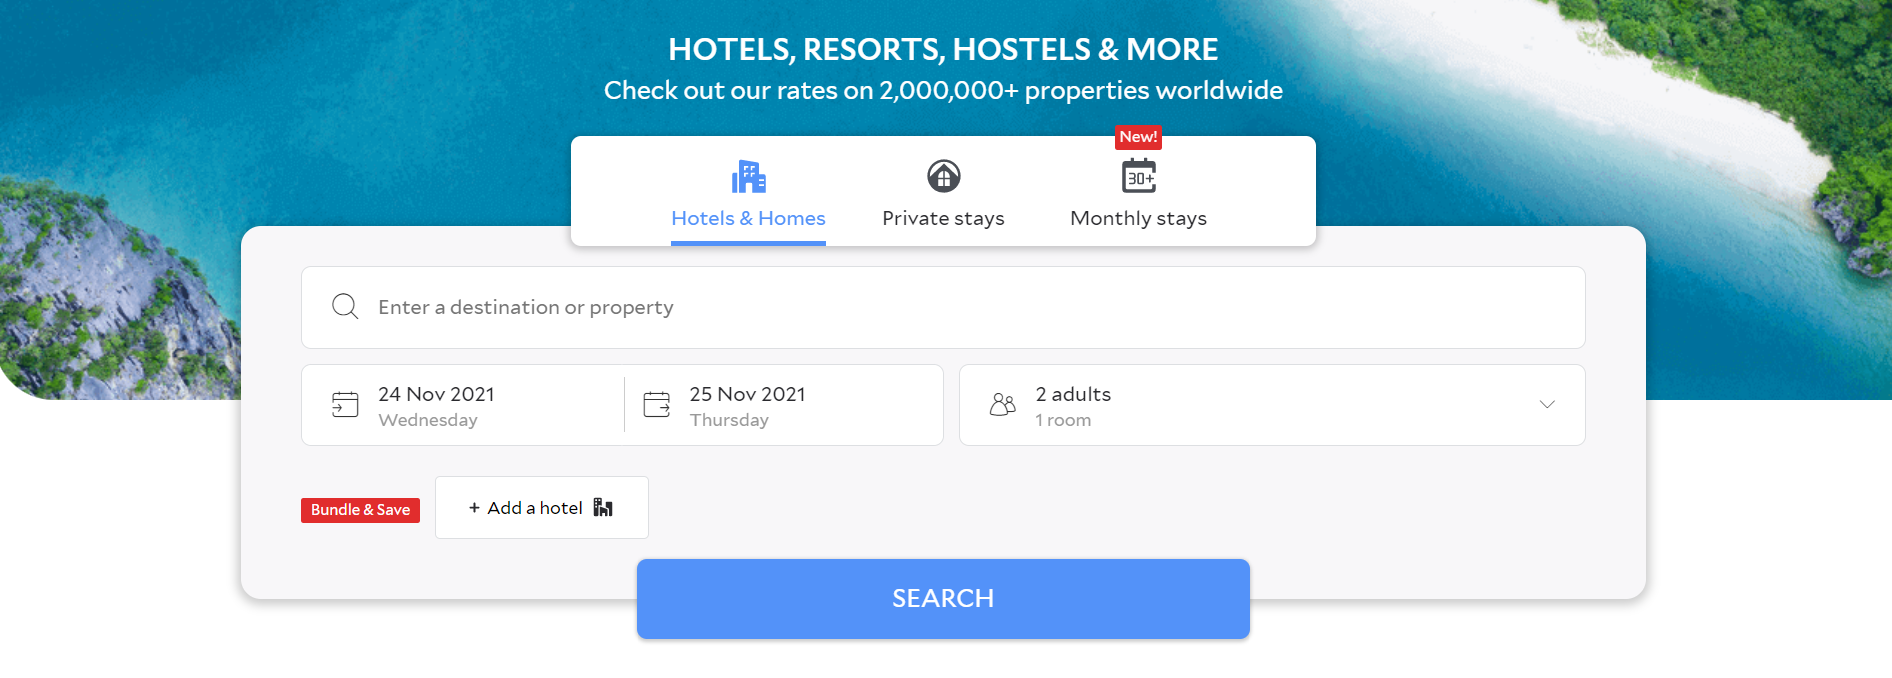 HOTELS, RESORTS, HOSTELS & MORE
Check out our rates on 2,000,000+ properties worldwide
New!
30+
Hotels & Homes
Private stays
Monthly stays
Enter a destination or property
24 Nov 2021
Wednesday
25 Nov 2021
Thursday
2 adults
1 room
Bundle & Save
+ Add a hotel
SEARCH